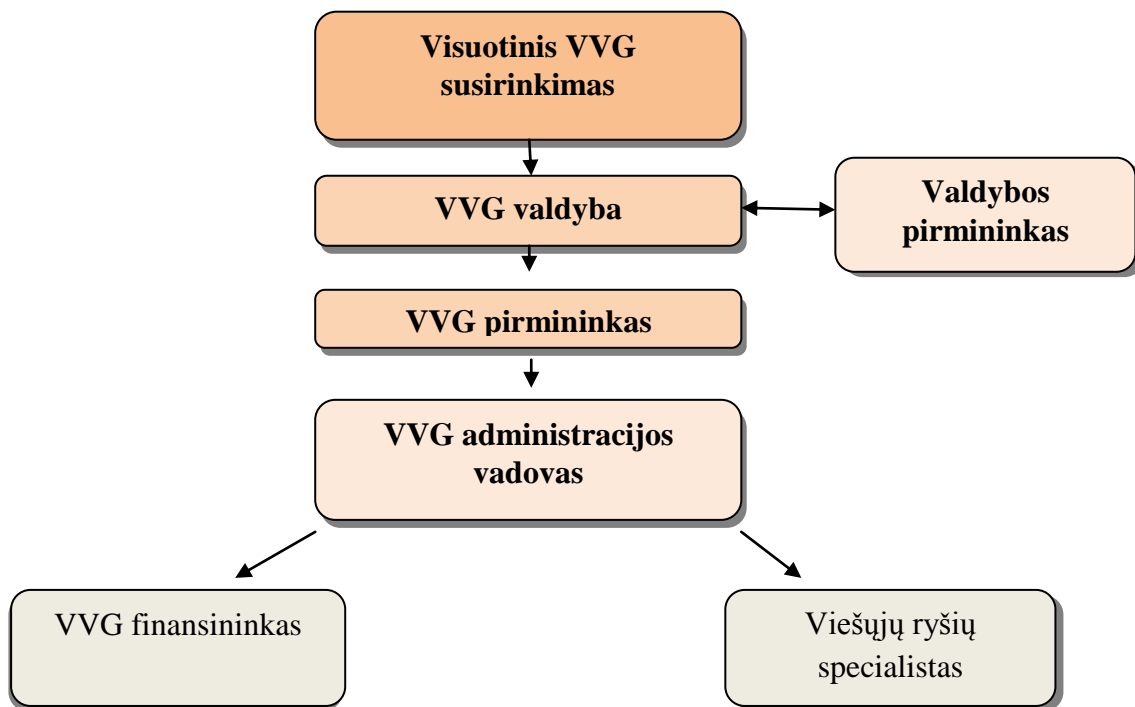 Visuotinis VVG
susirinkimas
VVG valdyba
Valdybos
pirmininkas
VVG pirmininkas
VVG administracijos
vadovas
VVG finansininkas
Viešųjų ryšių
specialistas